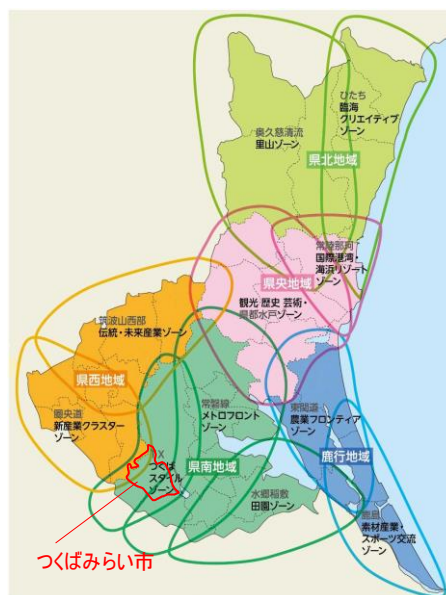 ひたち
臨海
クリエイティブ
ゾーン
奥久慈清流
里山ゾーン
県北地域
常陸那珂
国際港湾・
海浜リゾート
ゾーン
県央地域
観光 歴史 芸術・
県都水戸ゾーン
筑波山西部
伝統・未来産業ゾーン
県西地域
圏央道
新産業クラスター
ゾーン
常磐線
メトロフロント
ゾーン
東関道
農業フロンティア
ゾーン
鹿行地域
TX
つくば
スタイル
ゾーン
県南地域
水郷稲敷
田園ゾーン
鹿島
素材産業・
スポーツ交流
ゾーン
つくばみらい市